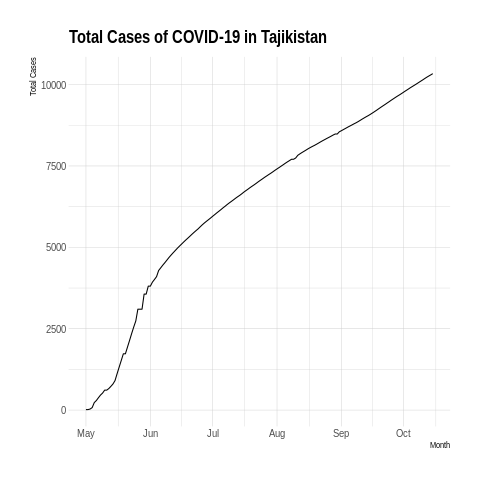 Total Cases of COVID-19 in Tajikistan
Total Cases
10000
7500
5000
2500
0
May Jun Jul Aug Sep Oct
Month